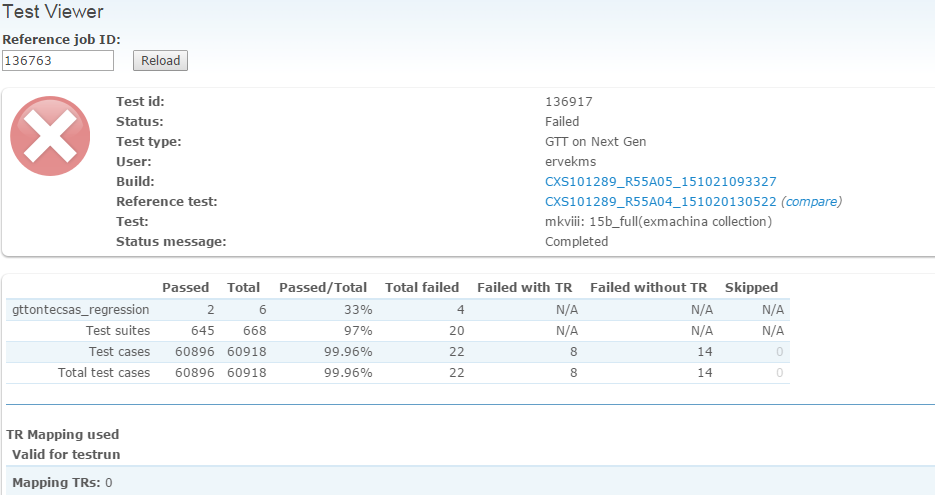 Test Viewer
Reference job ID:
136763 Reload
Test id: 136917
Status: Failed
Test type: GTT on Next Gen
User: ervekms
Build: CXS101289_R55A05_151021093327
Reference test: CXS101289_R55A04_151020130522 (compare)
Test: mkviii: 15b_full(exmachina collection)
Status message: Completed
Passed Total Passed/Total Total failed Failed with TR Failed without TR Skipped
gttontecsas_regression 2 6 33% 4 N/A N/A N/A
Test suites 645 668 97% 20 N/A N/A N/A
Test cases 60896 60918 99.96% 22 8 14 0
Total test cases 60896 60918 99.96% 22 8 14 0
TR Mapping used
Valid for testrun
Mapping TRs: 0